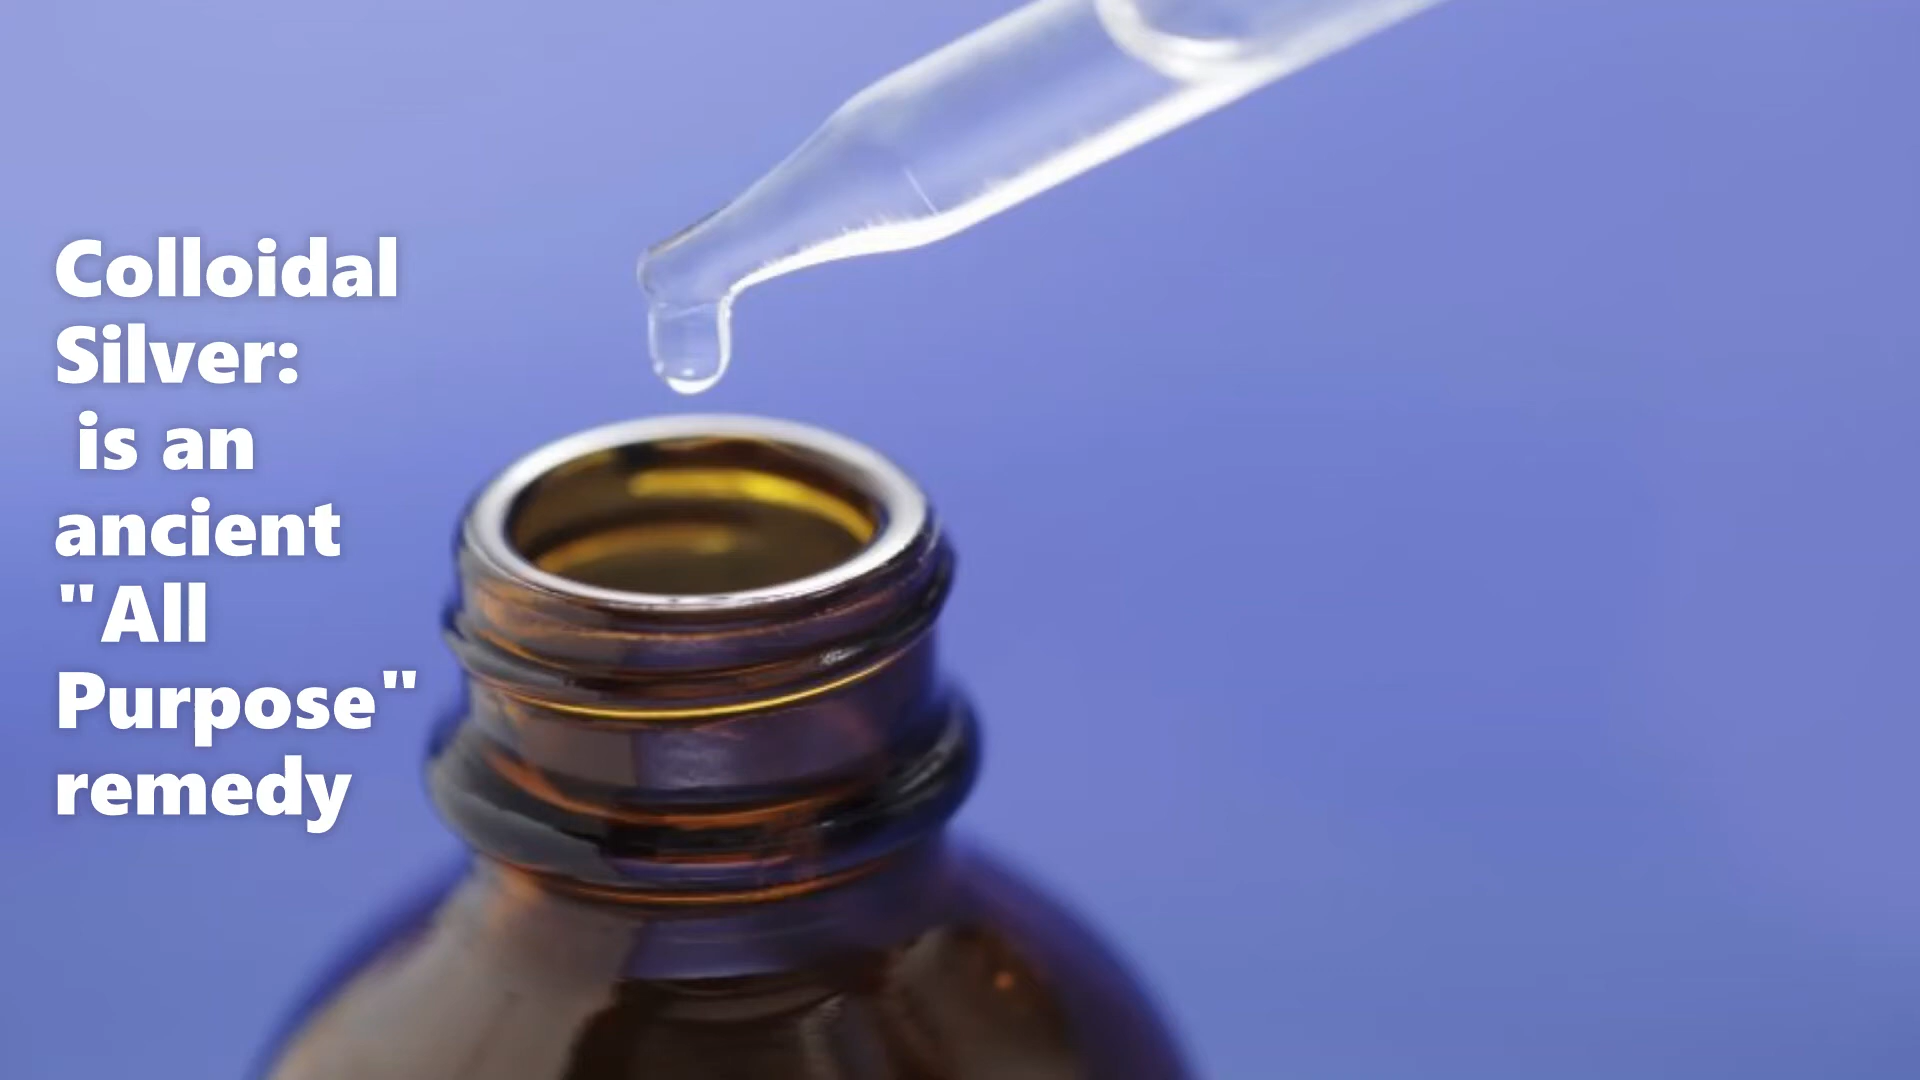 Colloidal
Silver:
is an
ancient
"All
Purpose"
remedy